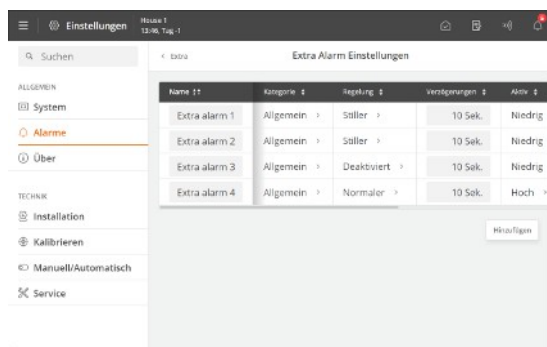 Einstellungen
House 1
13:46, Tag -1
Suchen
Extra
Extra Alarm Einstellungen
ALLGEMEIN
System
Alarme
Über
TECHNIK
Installation
Kalibrieren
Manuell/Automatisch
Service
Name Kategorie Regelung Verzögerungen Aktiv
Extra alarm 1 Allgemein Stiller 10 Sek. Niedrig
Extra alarm 2 Allgemein Stiller 10 Sek. Niedrig
Extra alarm 3 Allgemein Deaktiviert 10 Sek. Niedrig
Extra alarm 4 Allgemein Normaler 10 Sek. Hoch
Hinzufügen